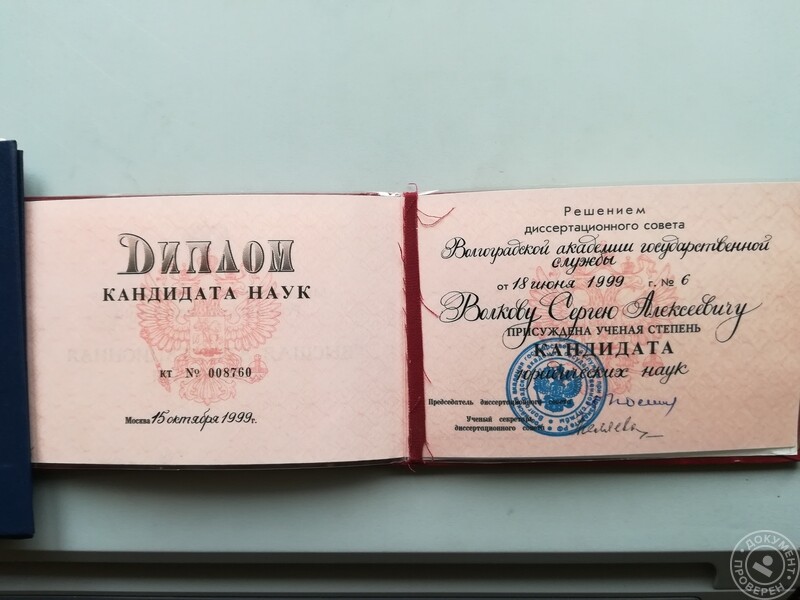 Диплом
КАНДИДАТА НАУК
КТ № 008760
Москва 15 октября 1999г.
Решением
диссертационного совета
Волгоградской академии государственной
службы
от 18 июня 1999 г. № 6
Волкову Сергею Алексеевичу
ПРИСУЖДЕНА УЧЕНАЯ СТЕПЕНЬ
КАНДИДАТА
юридических наук
Председатель диссертационного совета
Ученый секретарь
диссертационного совета
ДОКУМЕНТ
ПРОВЕРЕН